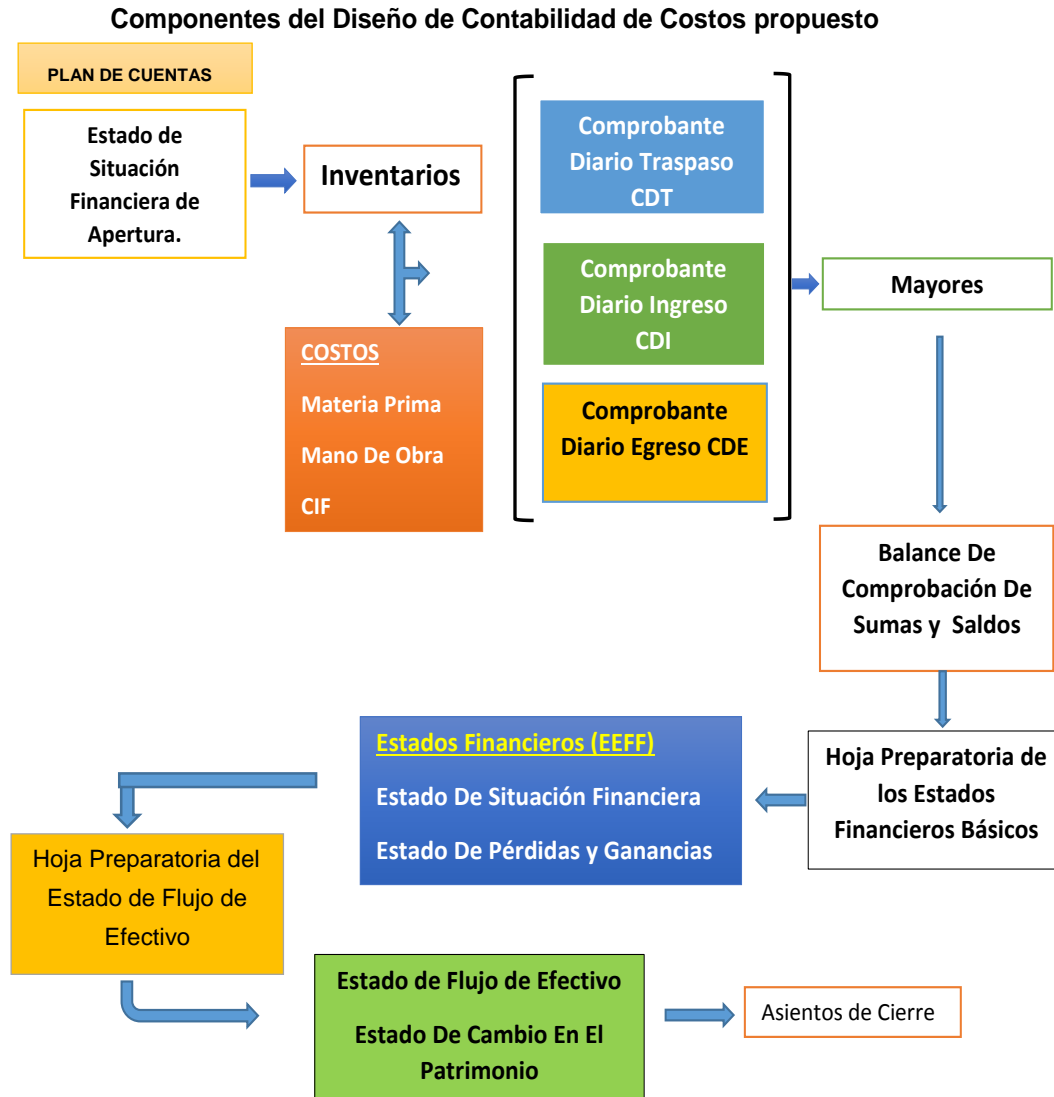 Componentes del Diseño de Contabilidad de Costos propuesto
PLAN DE CUENTAS
Estado de
Situación
Financiera de
Apertura.
Inventarios
COSTOS
Materia Prima
Mano De Obra
CIF
Comprobante
Diario Traspaso
CDT
Comprobante
Diario Ingreso
CDI
Comprobante
Diario Egreso CDE
Mayores
Balance De
Comprobación De
Sumas y Saldos
Hoja Preparatoria de
los Estados
Financieros Básicos
Estados Financieros (EEFF)
Estado De Situación Financiera
Estado De Pérdidas y Ganancias
Hoja Preparatoria del
Estado de Flujo de
Efectivo
Estado de Flujo de Efectivo
Estado De Cambio En El
Patrimonio
Asientos de Cierre